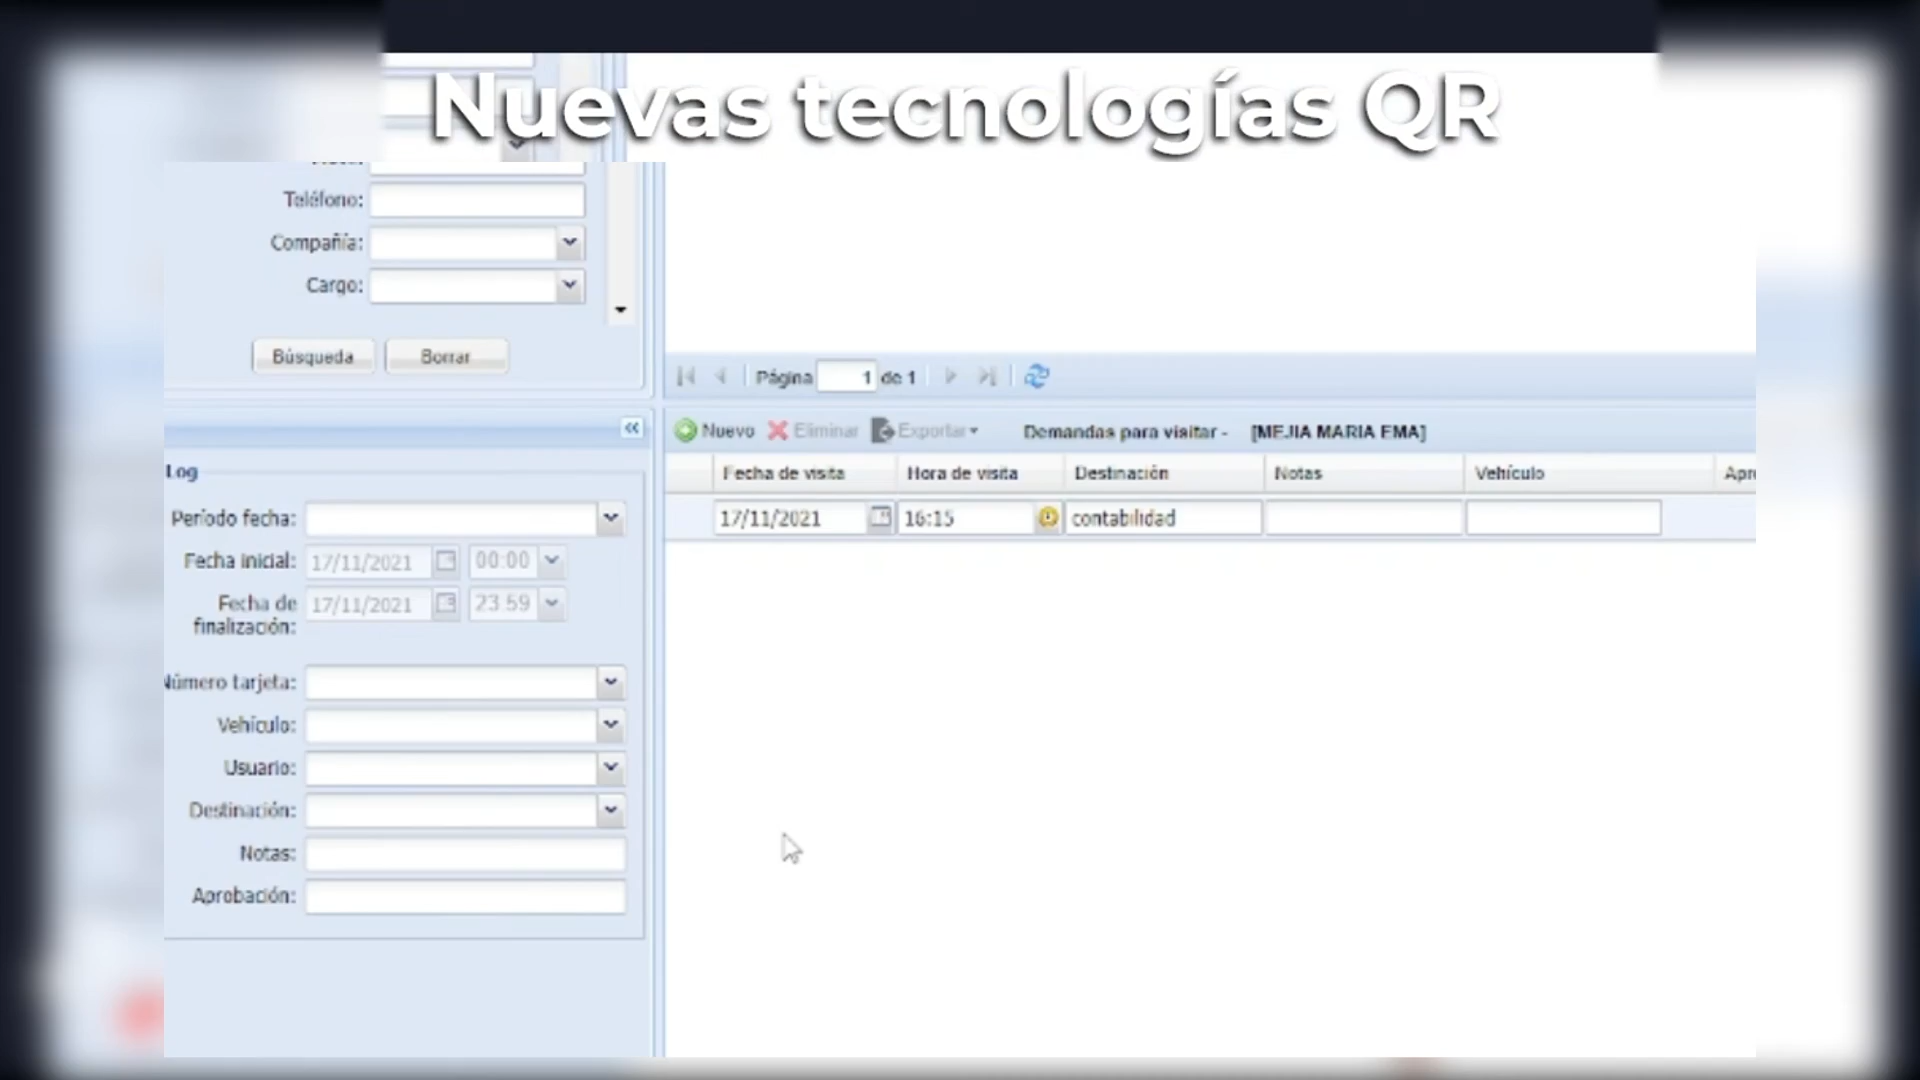 Nuevas tecnologías QR
Teléfono:
Compañía:
Cargo:
Búsqueda Borrar
Página 1 de 1
Nuevo Eliminar Exportar Demandas para visitar - [MEJIA MARIA EMA]
Fecha de visita Hora de visita Destinación Notas Vehículo
17/11/2021 16:15 contabilidad
Log
Período fecha:
Fecha inicial: 17/11/2021 00:00
Fecha de finalización: 17/11/2021 23:59
Número tarjeta:
Vehículo:
Usuario:
Destinación:
Notas:
Aprobación: